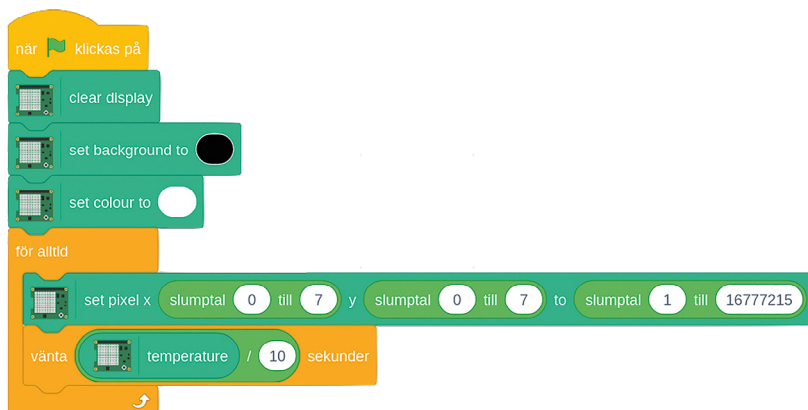 när klickas på
clear display
set background to
set colour to
för alltid
set pixel x slumptal 0 till 7 y slumptal 0 till 7 to slumptal 1 till 16777215
vänta temperature / 10 sekunder